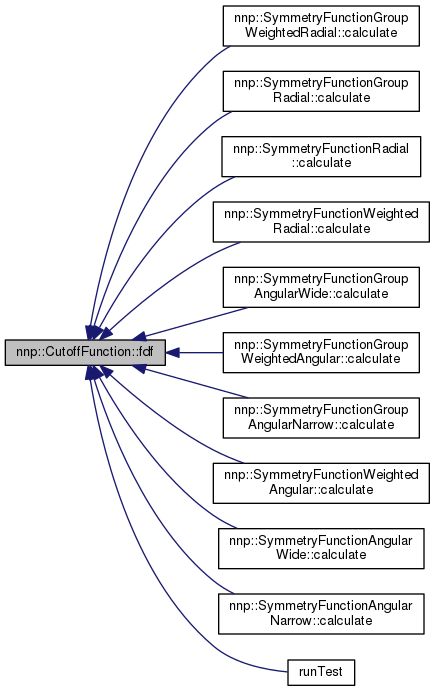 nnp::SymmetryFunctionGroup
WeightedRadial::calculate
nnp::SymmetryFunctionGroup
Radial::calculate
nnp::SymmetryFunctionRadial
::calculate
nnp::SymmetryFunctionWeighted
Radial::calculate
nnp::SymmetryFunctionGroup
AngularWide::calculate
nnp::CutoffFunction::fdf
nnp::SymmetryFunctionGroup
WeightedAngular::calculate
nnp::SymmetryFunctionGroup
AngularNarrow::calculate
nnp::SymmetryFunctionWeighted
Angular::calculate
nnp::SymmetryFunctionAngular
Wide::calculate
nnp::SymmetryFunctionAngular
Narrow::calculate
runTest